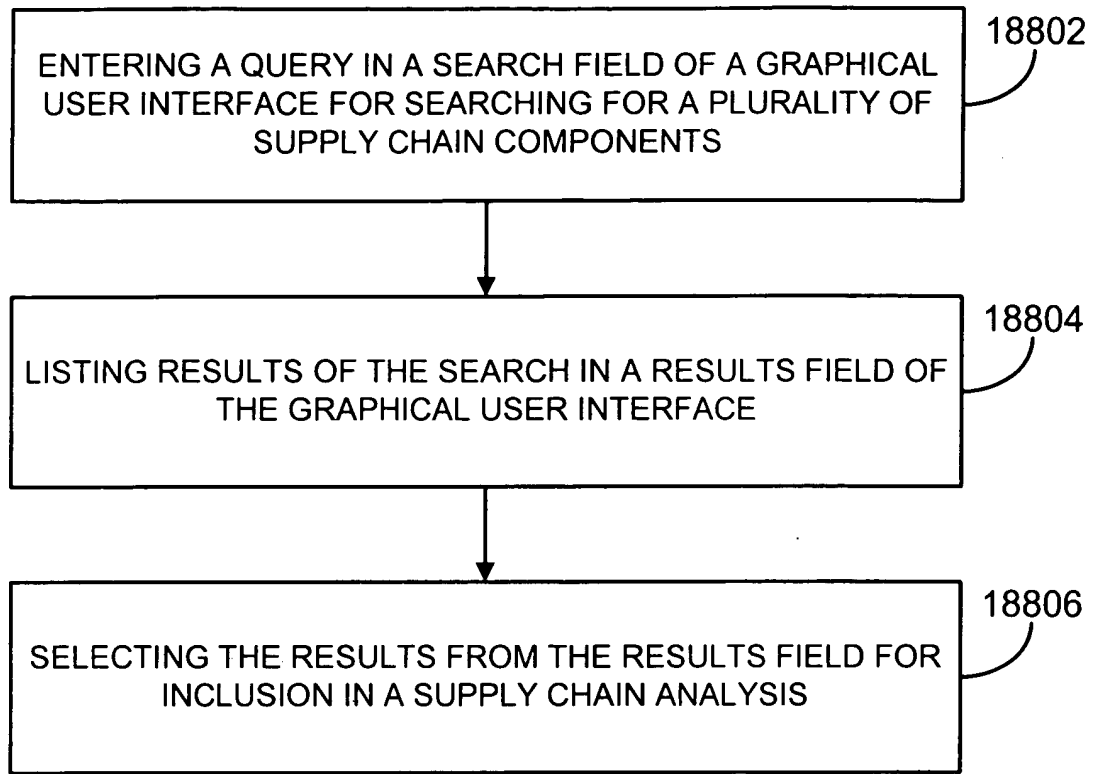 18802
ENTERING A QUERY IN A SEARCH FIELD OF A GRAPHICAL
USER INTERFACE FOR SEARCHING FOR A PLURALITY OF
SUPPLY CHAIN COMPONENTS
18804
LISTING RESULTS OF THE SEARCH IN A RESULTS FIELD OF
THE GRAPHICAL USER INTERFACE
18806
SELECTING THE RESULTS FROM THE RESULTS FIELD FOR
INCLUSION IN A SUPPLY CHAIN ANALYSIS